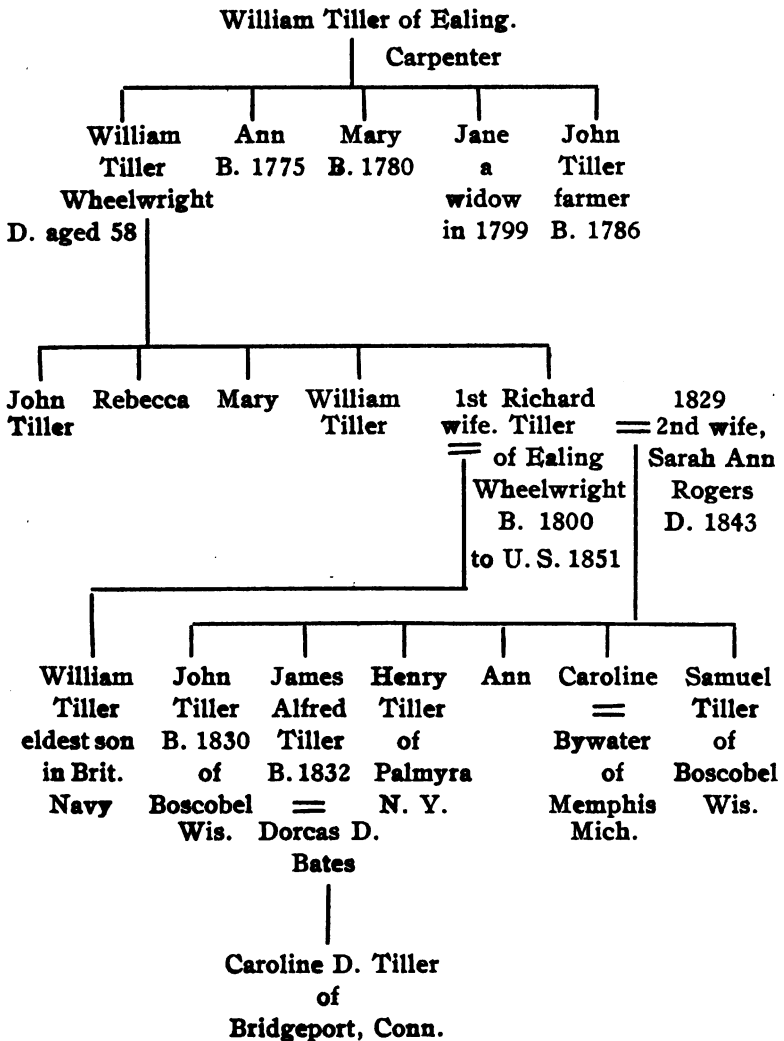 William Tiller of Ealing.
Carpenter
William Tiller Wheelwright
D. aged 58
Ann
B. 1775
Mary
B. 1780
Jane
a
widow
in 1799
John
Tiller
farmer
B. 1786
John
Tiller
Rebecca
Mary
William
Tiller
1st
wife.
Richard
Tiller
of Ealing
Wheelwright
B. 1800
to U. S. 1851
1829
2nd wife,
Sarah Ann
Rogers
D. 1843
William
Tiller
eldest son
in Brit.
Navy
John
Tiller
B. 1830
of
Boscobel
Wis.
James
Alfred
Tiller
B. 1832
=
Dorcas D.
Bates
Henry
Tiller
of
Palmyra
N. Y.
Ann
Caroline
=
Bywater
of
Memphis
Mich.
Samuel
Tiller
of
Boscobel
Wis.
Caroline D. Tiller
of
Bridgeport, Conn.